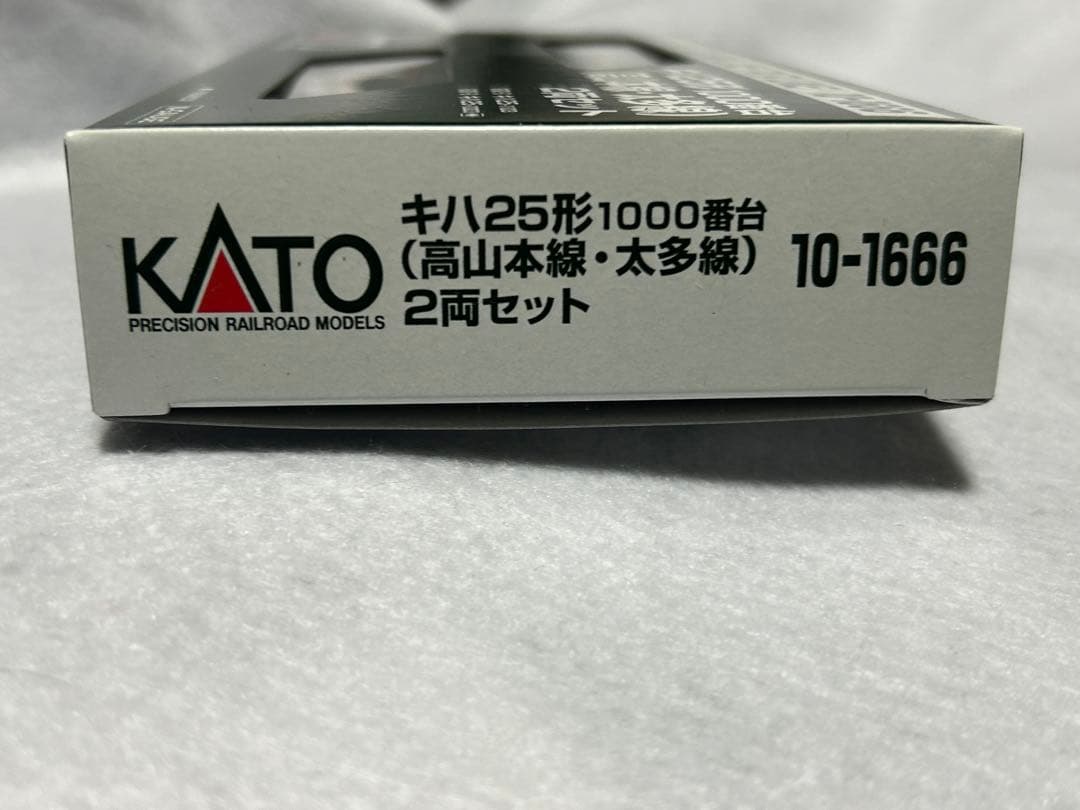 KATO
PRECISION RAILROAD MODELS
キハ25形1000番台
(高山本線・太多線)
2両セット
10-1666